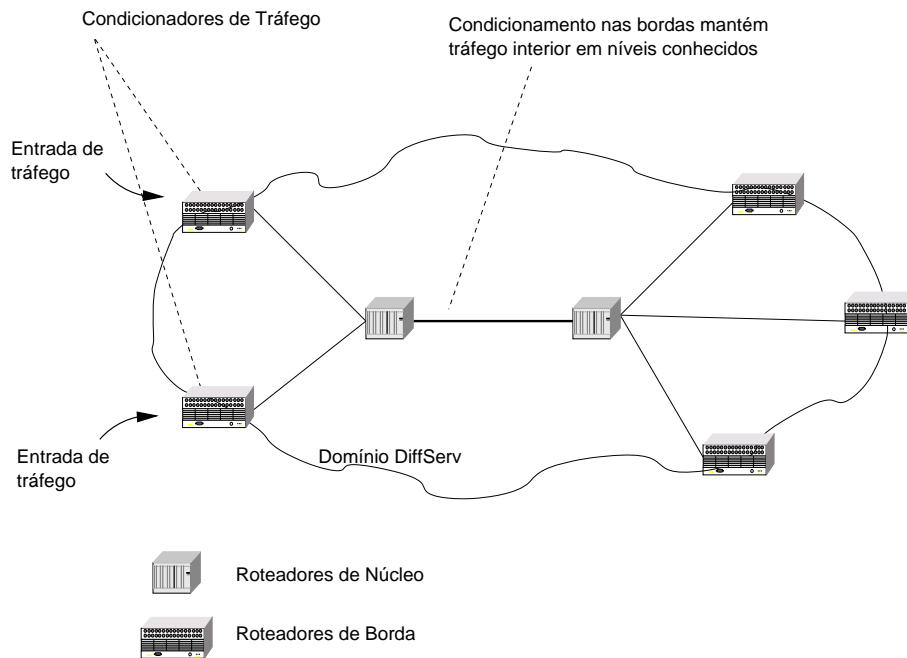 Condicionadores de Tráfego
Condicionamento nas bordas mantém
tráfego interior em níveis conhecidos
Entrada de
tráfego
Entrada de
tráfego
Domínio DiffServ
Roteadores de Núcleo
Roteadores de Borda